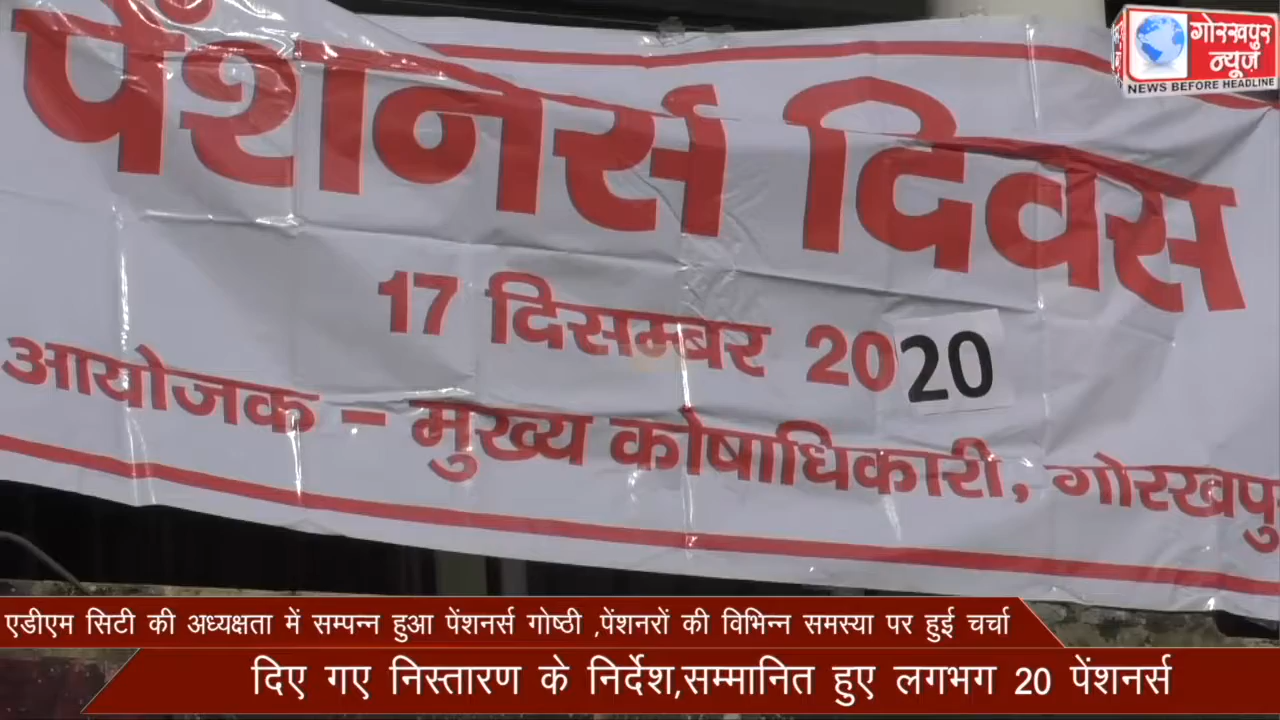 गोरखपुर
न्यूज़
NEWS BEFORE HEADLINE
पेंशनर्स दिवस
17 दिसम्बर 2020
आयोजक - मुख्य कोषाधिकारी, गोरखपु
एडीएम सिटी की अध्यक्षता में सम्पन्न हुआ पेंशनर्स गोष्ठी ,पेंशनरों की विभिन्न समस्या पर हुई चर्चा
दिए गए निस्तारण के निर्देश,सम्मानित हुए लगभग 20 पेंशनर्स